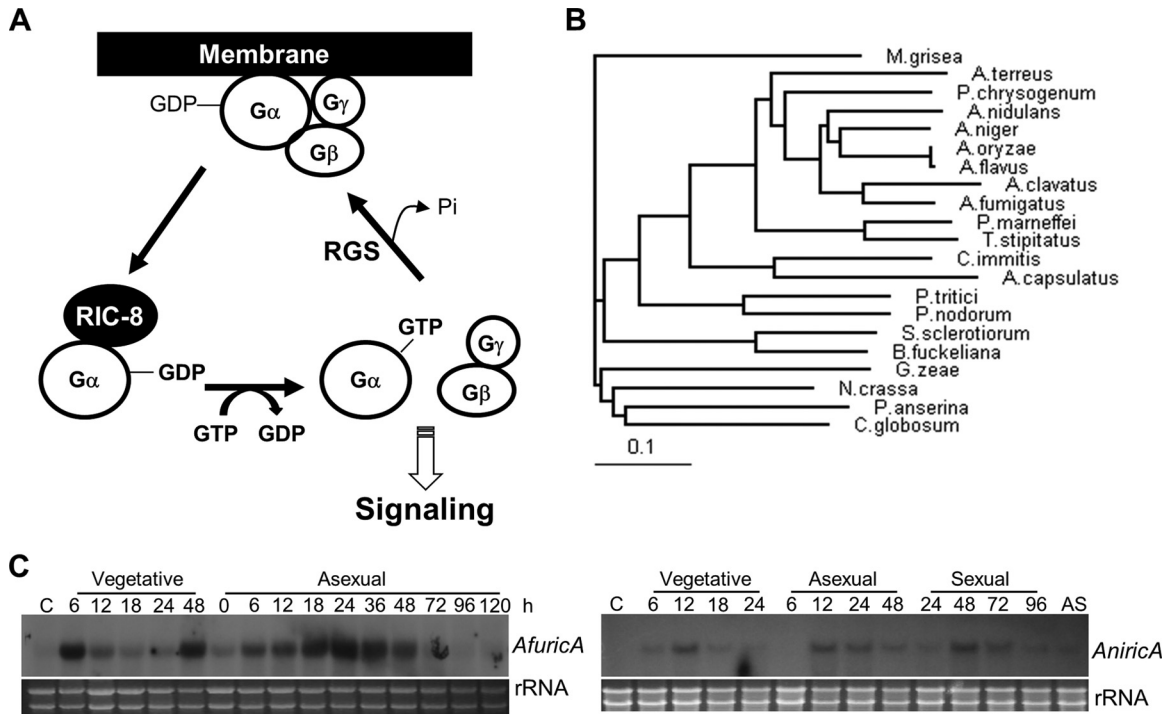 A
Membrane
GDP
Gα
Gγ
Gβ
Pi
RGS
RIC-8
Gα
GDP
GTP
GDP
GTP
Gα
Gγ
Gβ
Signaling
B
M.grisea
A.terreus
P.chrysogenum
A.nidulans
A.niger
A.oryzae
A.flavus
A.clavatus
A.fumigatus
P.marneffei
T.stipitatus
C.immitis
A.capsulatus
P.tritici
P.nodorum
S.sclerotiorum
B.fuckeliana
G.zeae
N.crassa
P.anserina
C.globosum
0.1
C
Vegetative Asexual
C 6 12 18 24 48 0 6 12 18 24 36 48 72 96 120 h
AfuricA
rRNA
Vegetative Asexual Sexual
C 6 12 18 24 6 12 24 48 24 48 72 96 AS
AniricA
rRNA